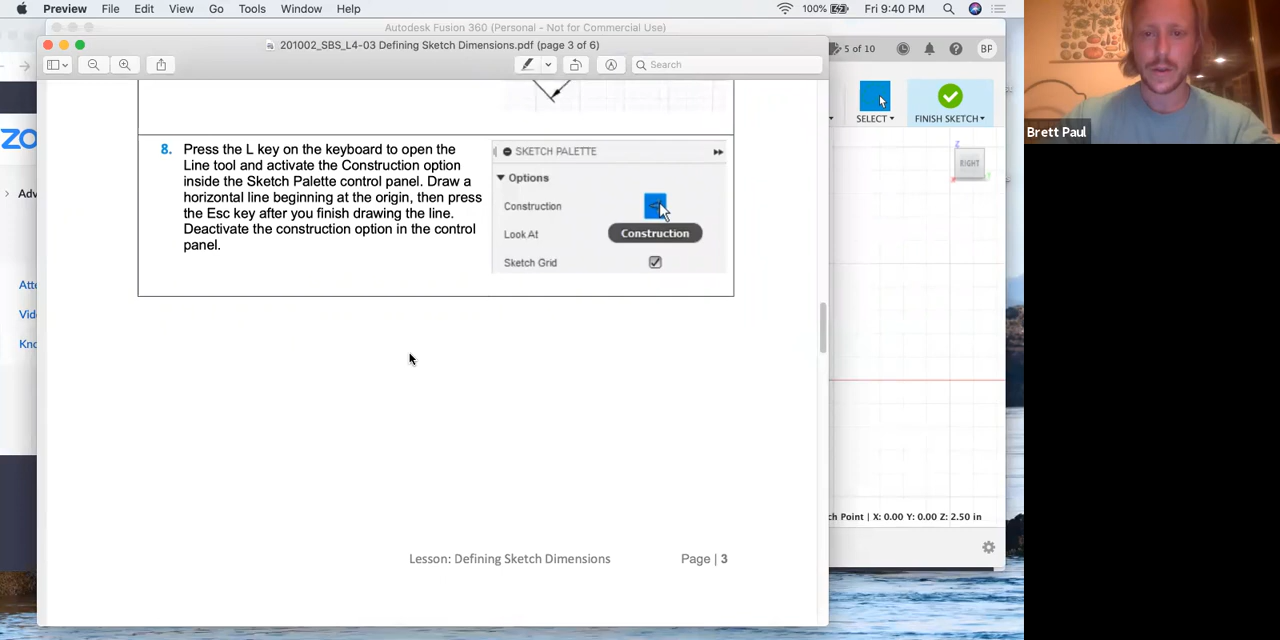 Preview File Edit View Go Tools Window Help 100% Fri 9:40 PM
Autodesk Fusion 360 (Personal - Not for Commercial Use)
201002_SBS_L4-03 Defining Sketch Dimensions.pdf (page 3 of 6)
Search
5 of 10 BP
SELECT FINISH SKETCH
Brett Paul
8. Press the L key on the keyboard to open the
Line tool and activate the Construction option
inside the Sketch Palette control panel. Draw a
horizontal line beginning at the origin, then press
the Esc key after you finish drawing the line.
Deactivate the construction option in the control
panel.
SKETCH PALETTE
Options
Construction
Look At
Construction
Sketch Grid
Z
RIGHT
zo
Adv
Atte
Vide
Kno
ch Point | X: 0.00 Y: 0.00 Z: 2.50 in
Lesson: Defining Sketch Dimensions Page | 3